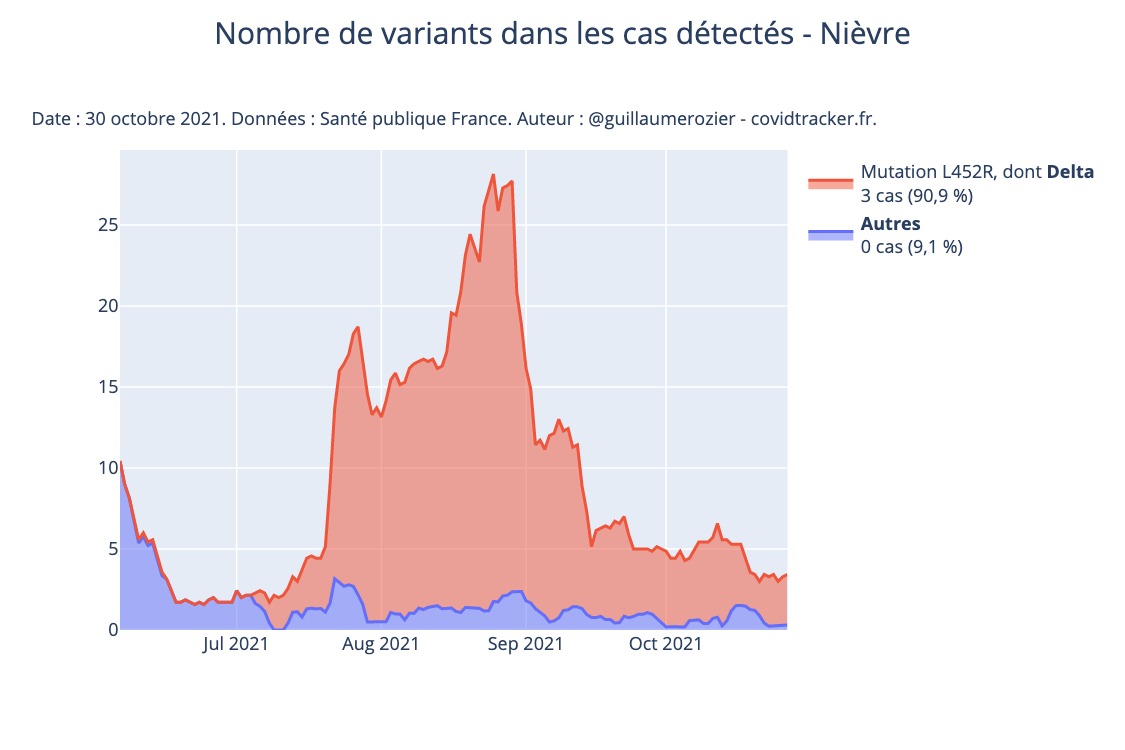 Nombre de variants dans les cas détectés - Nièvre
Date : 30 octobre 2021. Données : Santé publique France. Auteur : @guillaumerozier - covidtracker.fr.
Mutation L452R, dont Delta
3 cas (90,9 %)
Autres
0 cas (9,1 %)
25
20
15
10
5
0
Jul 2021 Aug 2021 Sep 2021 Oct 2021